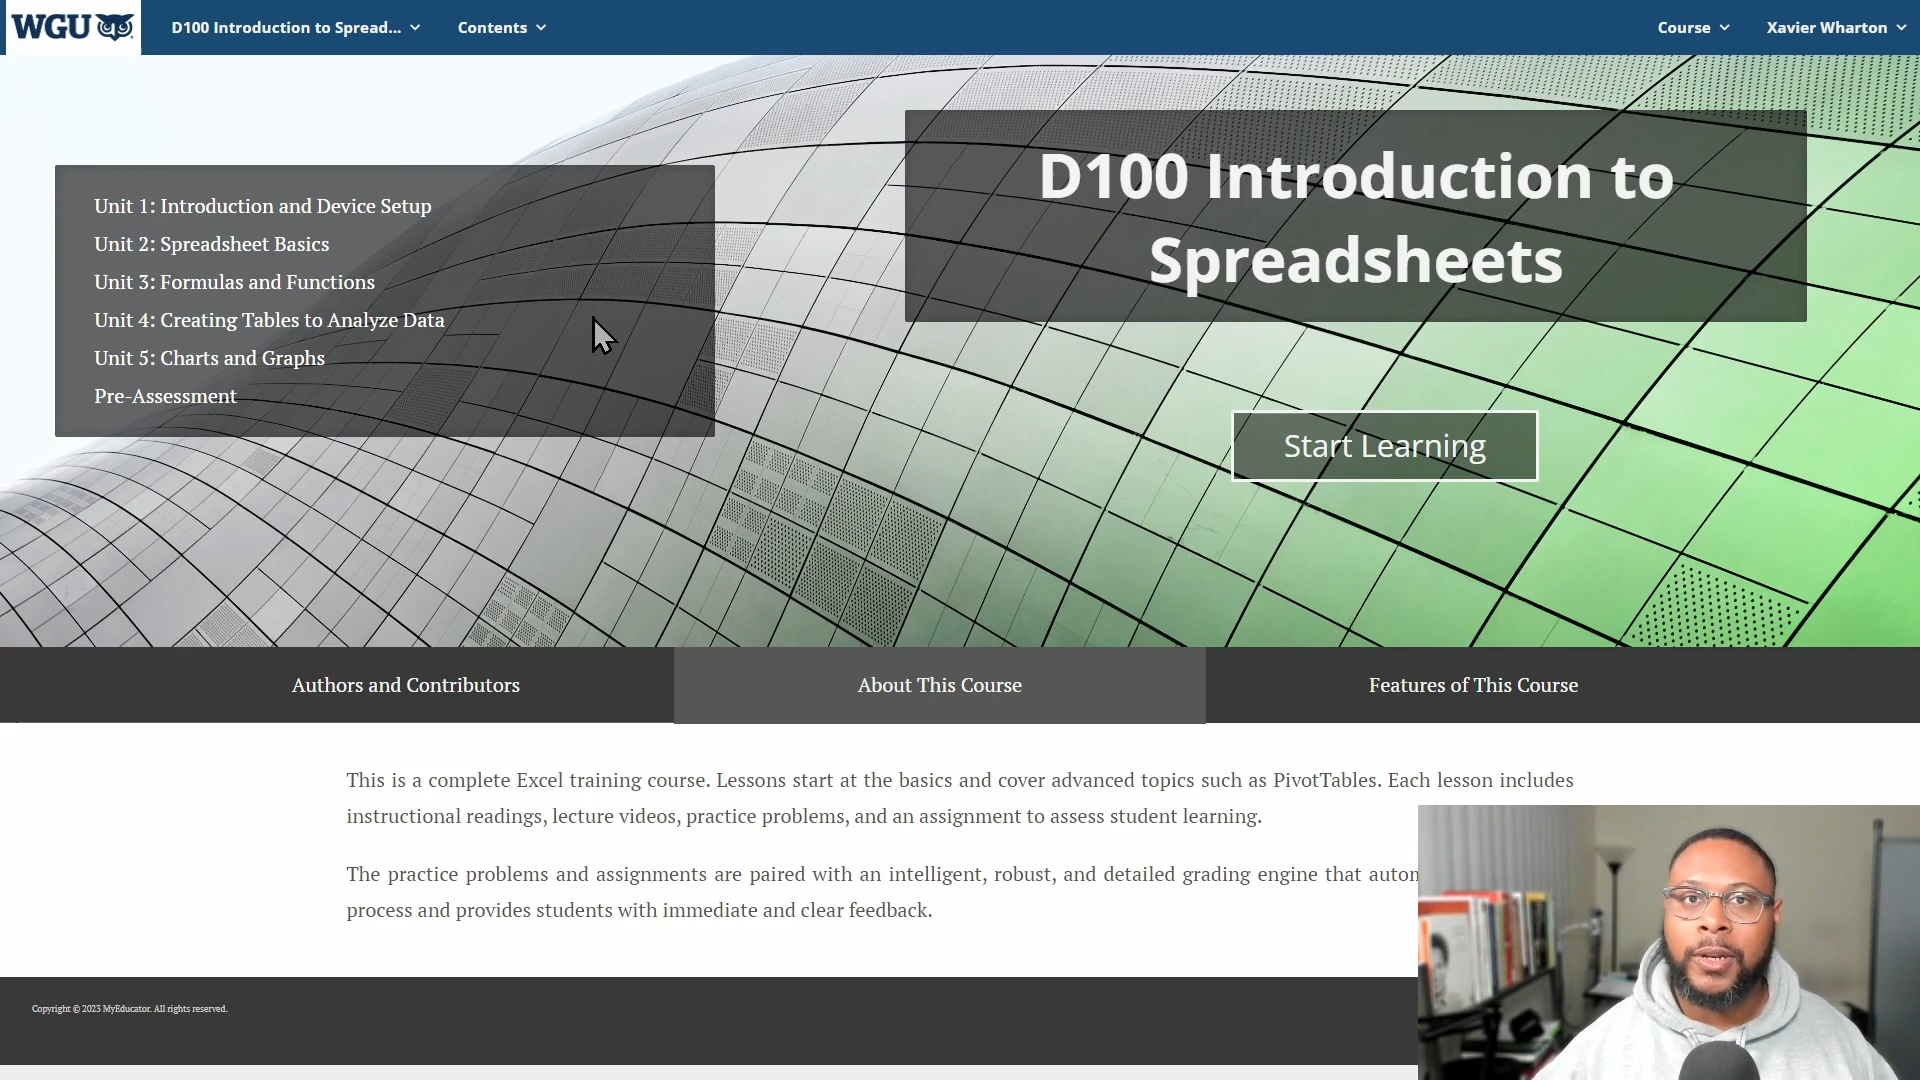 WGU
D100 Introduction to Spread...
Contents
Course
Xavier Wharton
Unit 1: Introduction and Device Setup
Unit 2: Spreadsheet Basics
Unit 3: Formulas and Functions
Unit 4: Creating Tables to Analyze Data
Unit 5: Charts and Graphs
Pre-Assessment
D100 Introduction to
Spreadsheets
Start Learning
Authors and Contributors
About This Course
Features of This Course
This is a complete Excel training course. Lessons start at the basics and cover advanced topics such as PivotTables. Each lesson includes
instructional readings, lecture videos, practice problems, and an assignment to assess student learning.
The practice problems and assignments are paired with an intelligent, robust, and detailed grading engine that autom
process and provides students with immediate and clear feedback.
Copyright © 2023 MyEducator. All rights reserved.